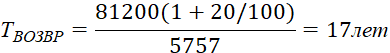 T_ВОЗВР = 81200(1 + 20/100) / 5757 = 17лет